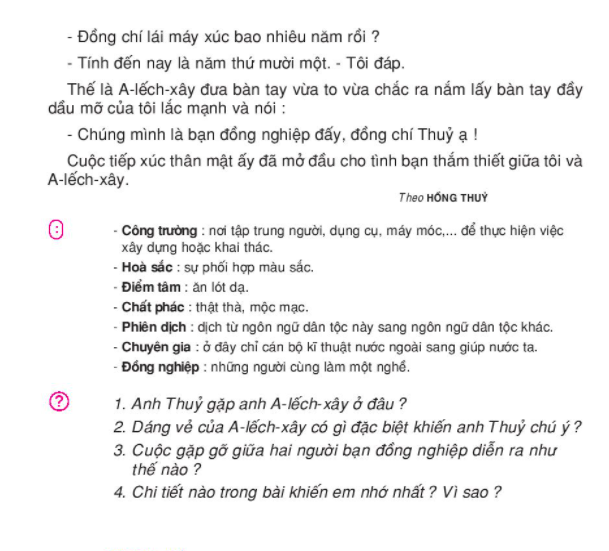 - Đồng chí lái máy xúc bao nhiêu năm rồi ?
- Tính đến nay là năm thứ mười một. - Tôi đáp.
Thế là A-lếch-xây đưa bàn tay vừa to vừa chắc ra nắm lấy bàn tay đầy
dầu mỡ của tôi lắc mạnh và nói :
- Chúng mình là bạn đồng nghiệp đấy, đồng chí Thuỷ ạ !
Cuộc tiếp xúc thân mật ấy đã mở đầu cho tình bạn thắm thiết giữa tôi và
A-lếch-xây.
Theo HỒNG THUỶ
- Công trường : nơi tập trung người, dụng cụ, máy móc,... để thực hiện việc
xây dựng hoặc khai thác.
- Hoà sắc : sự phối hợp màu sắc.
- Điểm tâm : ăn lót dạ.
- Chất phác : thật thà, mộc mạc.
- Phiên dịch : dịch từ ngôn ngữ dân tộc này sang ngôn ngữ dân tộc khác.
- Chuyên gia : ở đây chỉ cán bộ kĩ thuật nước ngoài sang giúp nước ta.
- Đồng nghiệp : những người cùng làm một nghề.
?
1. Anh Thuỷ gặp anh A-lếch-xây ở đâu ?
2. Dáng vẻ của A-lếch-xây có gì đặc biệt khiến anh Thuỷ chú ý ?
3. Cuộc gặp gỡ giữa hai người bạn đồng nghiệp diễn ra như
thế nào ?
4. Chi tiết nào trong bài khiến em nhớ nhất ? Vì sao ?